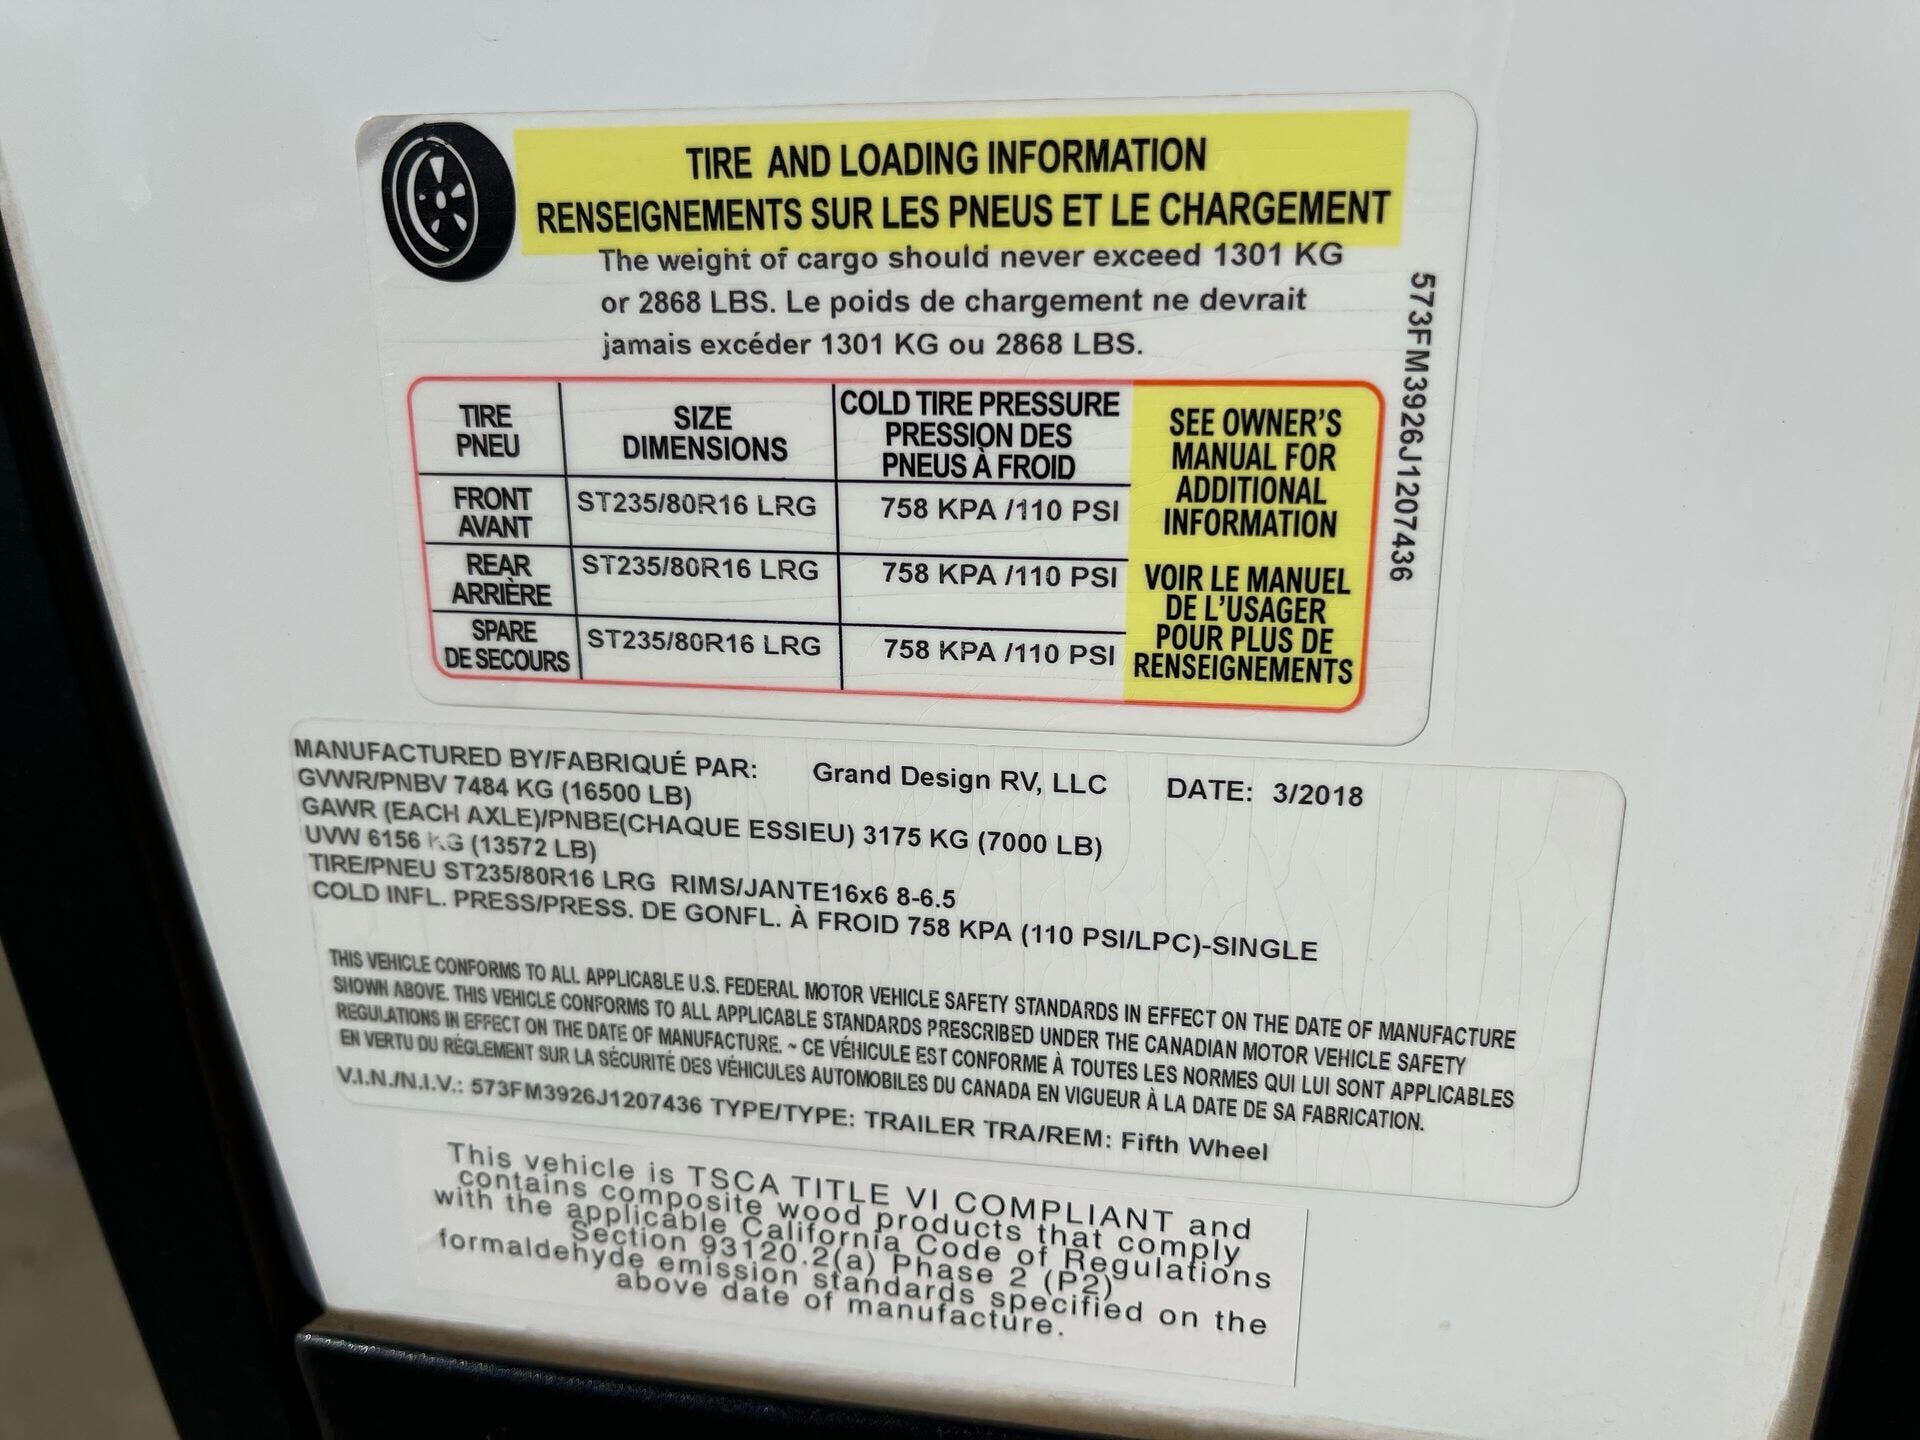 TIRE AND LOADING INFORMATION
RENSEIGNEMENTS SUR LES PNEUS ET LE CHARGEMENT
The weight of cargo should never exceed 1301 KG
or 2868 LBS. Le poids de chargement ne devrait
jamais excéder 1301 KG ou 2868 LBS.
TIRE
PNEU
SIZE
DIMENSIONS
COLD TIRE PRESSURE
PRESSION DES
PNEUS À FROID
FRONT
AVANT
ST235/80R16 LRG
758 KPA /110 PSI
REAR
ARRIÈRE
ST235/80R16 LRG
758 KPA /110 PSI
SPARE
DE SECOURS
ST235/80R16 LRG
758 KPA /110 PSI
SEE OWNER'S
MANUAL FOR
ADDITIONAL
INFORMATION
VOIR LE MANUEL
DE L'USAGER
POUR PLUS DE
RENSEIGNEMENTS
573FM3926J1207436
MANUFACTURED BY/FABRIQUÉ PAR: Grand Design RV, LLC DATE: 3/2018
GVWR/PNBV 7484 KG (16500 LB)
GAWR (EACH AXLE)/PNBE(CHAQUE ESSIEU) 3175 KG (7000 LB)
UVW 6156 KG (13572 LB)
TIRE/PNEU ST235/80R16 LRG RIMS/JANTE16x6 8-6.5
COLD INFL. PRESS/PRESS. DE GONFL. À FROID 758 KPA (110 PSI/LPC)-SINGLE
THIS VEHICLE CONFORMS TO ALL APPLICABLE U.S. FEDERAL MOTOR VEHICLE SAFETY STANDARDS IN EFFECT ON THE DATE OF MANUFACTURE
SHOWN ABOVE. THIS VEHICLE CONFORMS TO ALL APPLICABLE STANDARDS PRESCRIBED UNDER THE CANADIAN MOTOR VEHICLE SAFETY
REGULATIONS IN EFFECT ON THE DATE OF MANUFACTURE. ~ CE VÉHICULE EST CONFORME À TOUTES LES NORMES QUI LUI SONT APPLICABLES
EN VERTU DU RÉGLEMENT SUR LA SÉCURITÉ DES VÉHICULES AUTOMOBILES DU CANADA EN VIGUEUR À LA DATE DE SA FABRICATION.
V.I.N./N.I.V.: 573FM3926J1207436 TYPE/TYPE: TRAILER TRA/REM: Fifth Wheel
This vehicle is TSCA TITLE VI COMPLIANT and
contains composite wood products that comply
with the applicable California Code of Regulations
Section 93120.2(a) Phase 2 (P2)
formaldehyde emission standards specified on the
above date of manufacture.